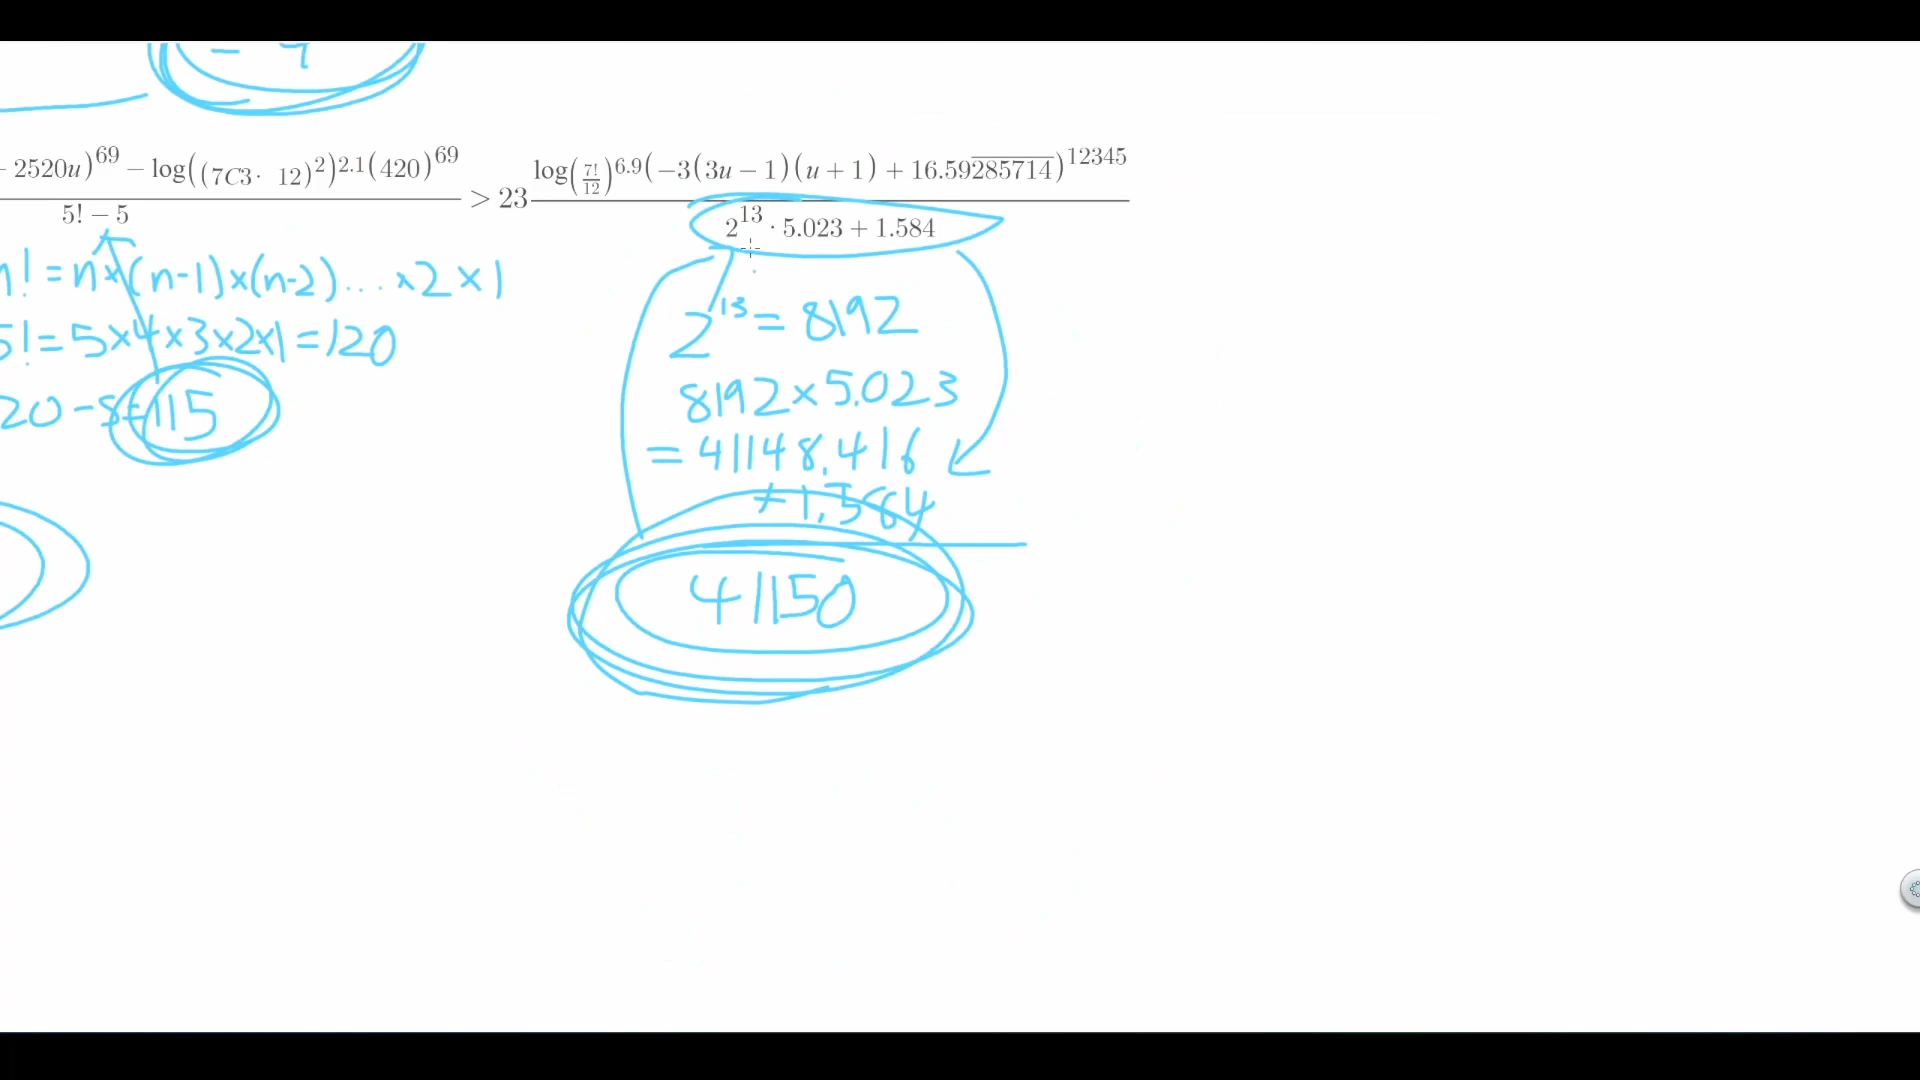 = 9
- 2520u)^69 - log((7C3· 12)^2)^2.1(420)^69 > 23 log(7!/12)^6.9(-3(3u - 1)(u + 1) + 16.59285714)^12345
5! - 5
2^13 · 5.023 + 1.584
n! = n×(n-1)×(n-2)...×2×1
5! = 5×4×3×2×1 = 120
20 - 5 = 115
2^13 = 8192
8192×5.023
= 41148.416
+ 1.584
41150